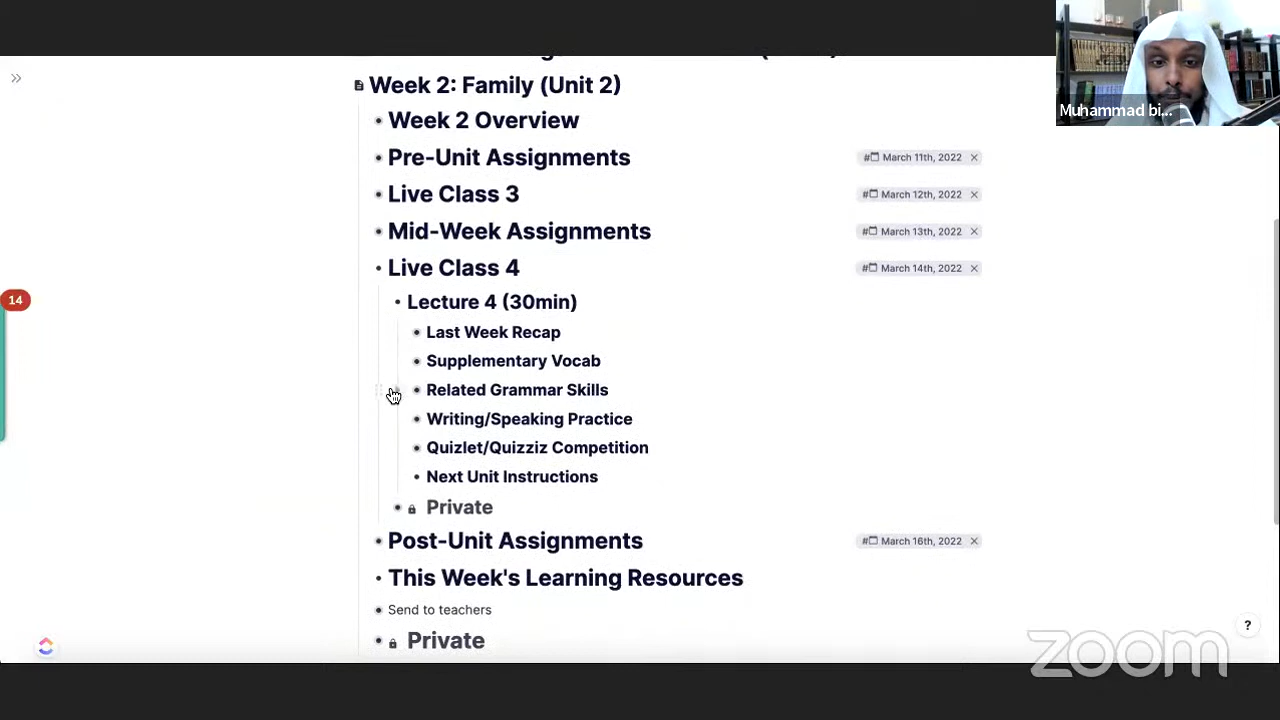 Muhammad bi...
Week 2: Family (Unit 2)
Week 2 Overview
Pre-Unit Assignments
March 11th, 2022
Live Class 3
March 12th, 2022
Mid-Week Assignments
March 13th, 2022
Live Class 4
March 14th, 2022
14
Lecture 4 (30min)
Last Week Recap
Supplementary Vocab
Related Grammar Skills
Writing/Speaking Practice
Quizlet/Quizziz Competition
Next Unit Instructions
Private
Post-Unit Assignments
March 16th, 2022
This Week's Learning Resources
Send to teachers
?
Private
zoom